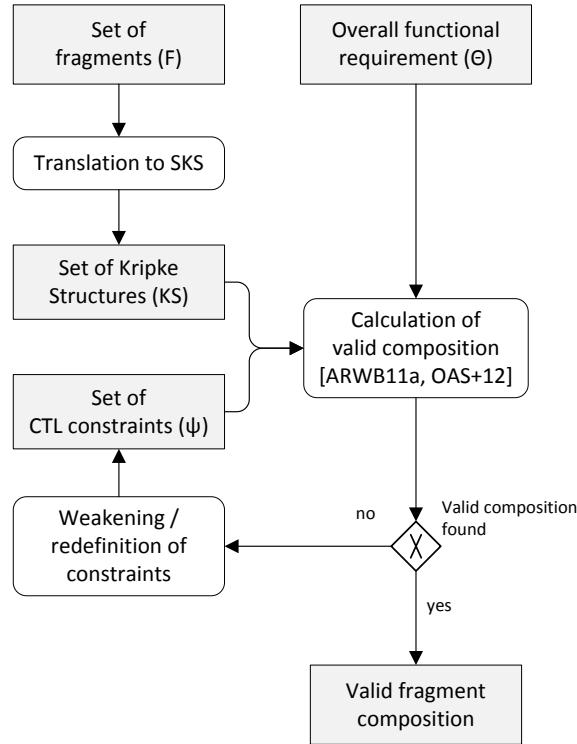 Set of
fragments (F)
Overall functional
requirement (Θ)
Translation to SKS
Set of Kripke
Structures (KS)
Calculation of
valid composition
[ARWB11a, OAS+12]
Set of
CTL constraints (ψ)
Weakening /
redefinition of
constraints
no
Valid composition
found
yes
Valid fragment
composition